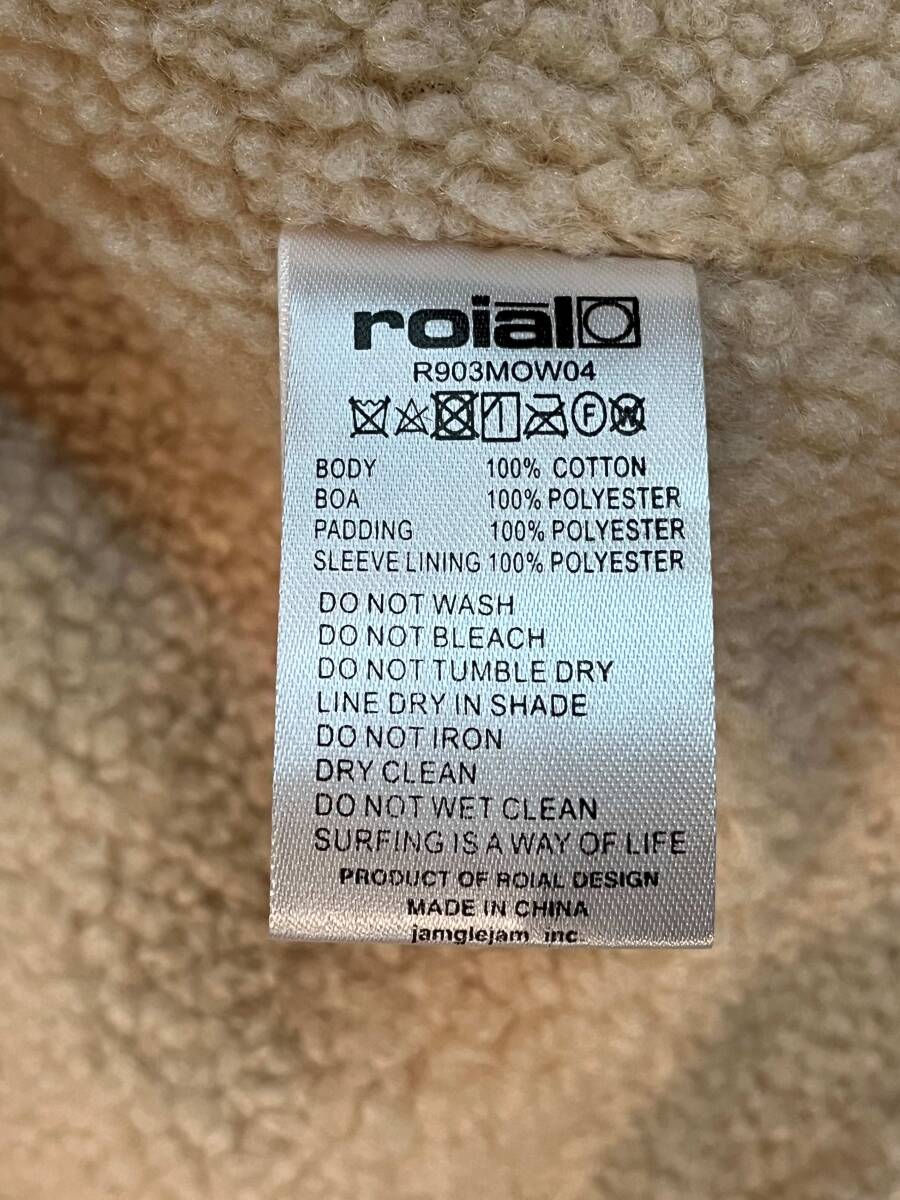 roiāl
R903MOW04
F W
BODY 100% COTTON
BOA 100% POLYESTER
PADDING 100% POLYESTER
SLEEVE LINING 100% POLYESTER
DO NOT WASH
DO NOT BLEACH
DO NOT TUMBLE DRY
LINE DRY IN SHADE
DO NOT IRON
DRY CLEAN
DO NOT WET CLEAN
SURFING IS A WAY OF LIFE
PRODUCT OF ROIAL DESIGN
MADE IN CHINA
jamglejam, inc.